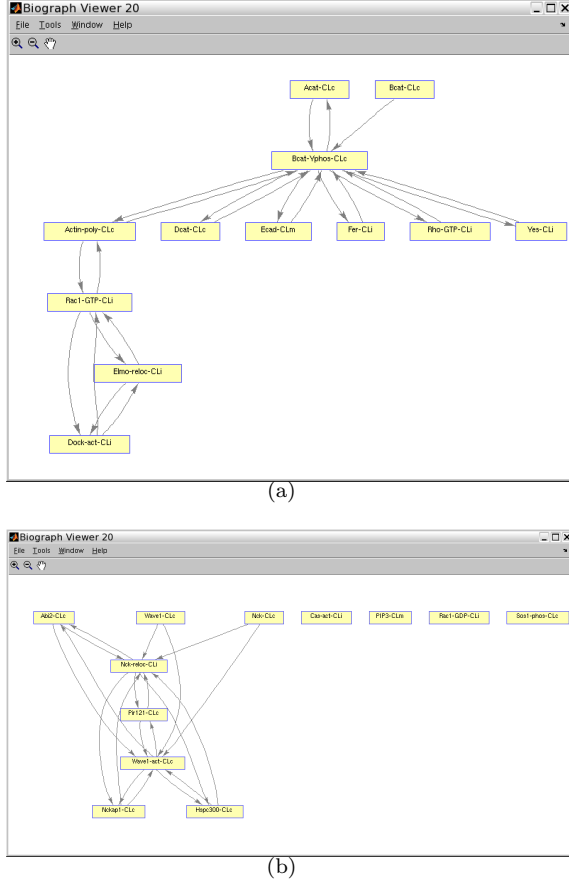 Biograph Viewer 20
File Tools Window Help
Acat-CLc Bcat-CLc
Bcat-Yphos-CLc
Actin-poly-CLc Dcat-CLc Ecad-CLm Fer-CLi Rho-GTP-CLi Yes-CLi
Rac1-GTP-CLi
Elmo-reloc-CLi
Dock-act-CLi
(a)
Biograph Viewer 20
File Tools Window Help
Abi2-CLc Wave1-CLc Nck-CLc Cas-act-CLi PIP3-CLm Rac1-GDP-CLi Sos1-phos-CLc
Nck-reloc-CLi
Pir121-CLc
Wave1-act-CLc
Nckap1-CLc Hspc300-CLc
(b)